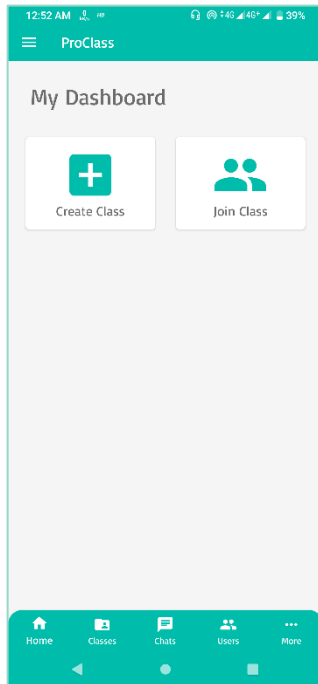 12:52 AM 4G 4G+ 39%
ProClass
My Dashboard
Create Class
Join Class
Home Classes Chats Users More